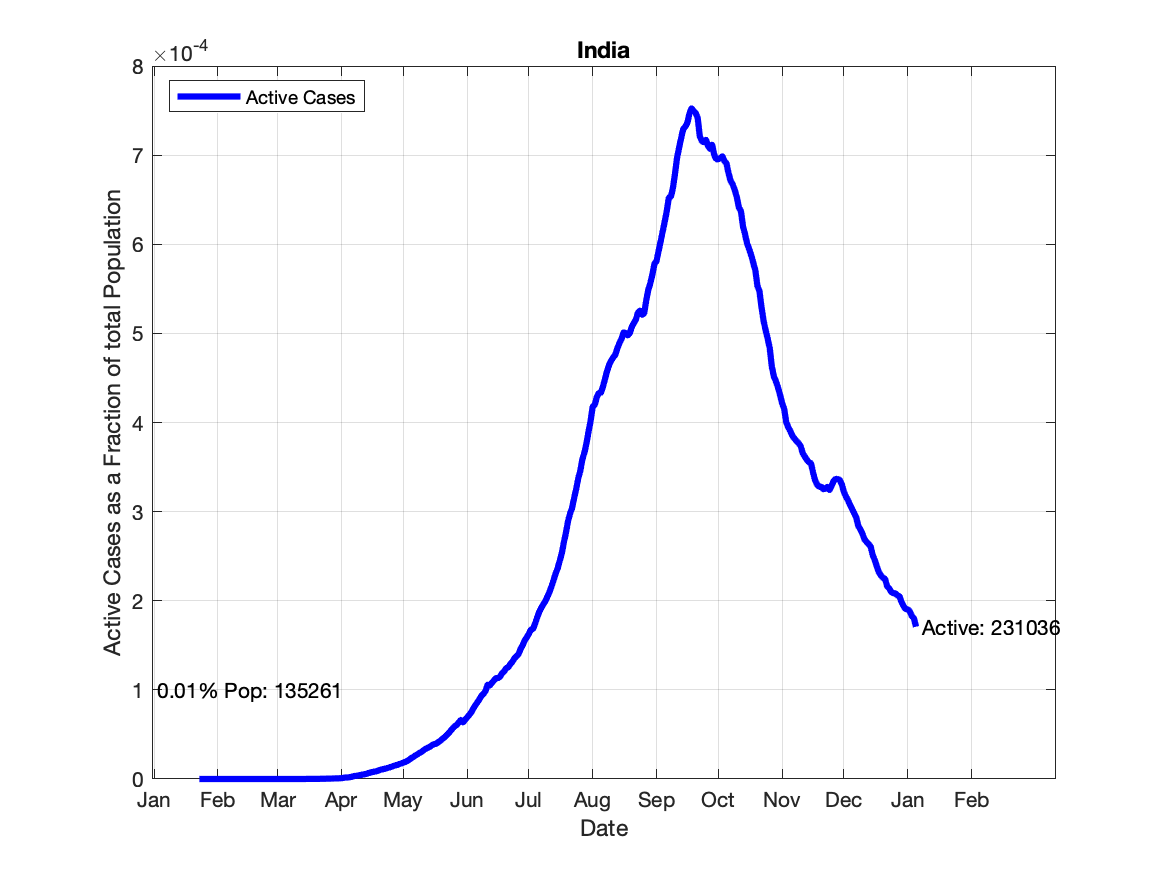 India
×10-4
Active Cases
8
7
6
5
4
3
2
1
0
Active Cases as a Fraction of total Population
0.01% Pop: 135261
Active: 231036
Jan Feb Mar Apr May Jun Jul Aug Sep Oct Nov Dec Jan Feb
Date